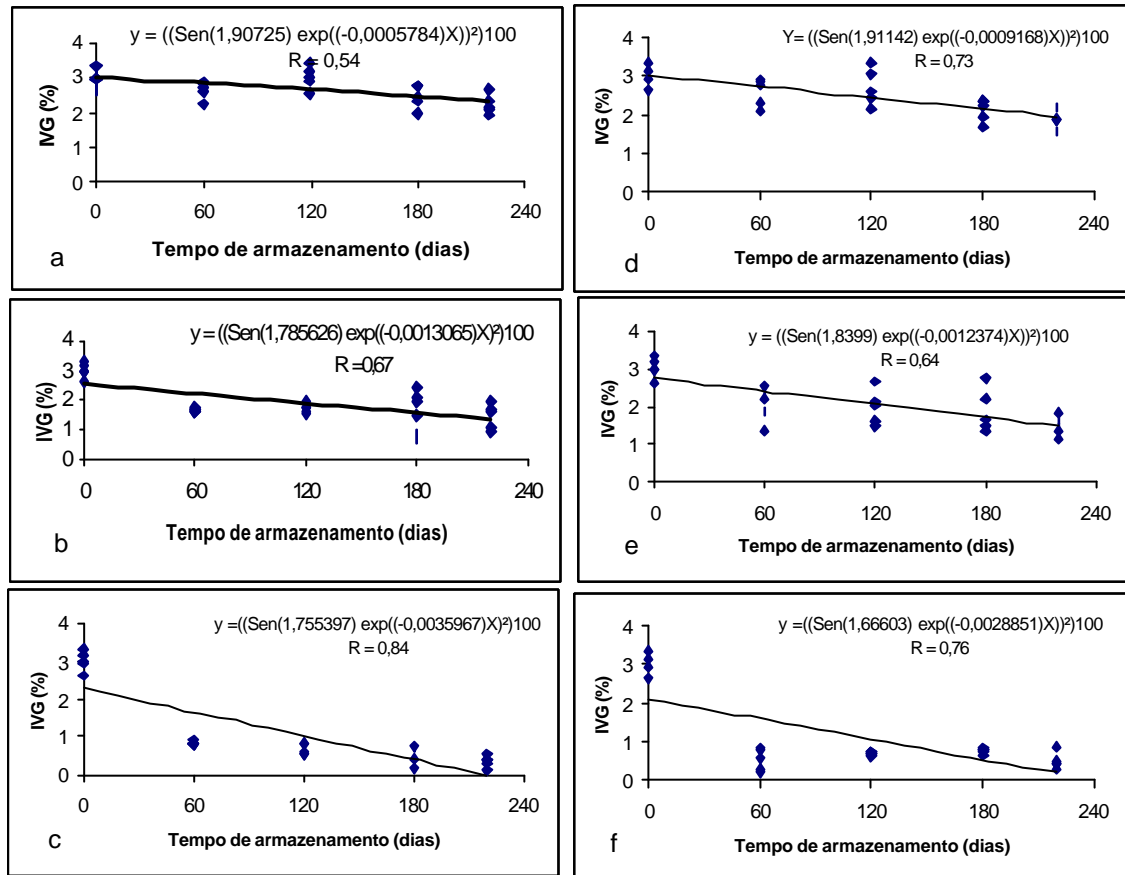 y = ((Sen(1,90725) exp((-0,0005784)X))²)100
R = 0,54
4
3
2
1
0
IVG (%)
0 60 120 180 240
Tempo de armazenamento (dias)
a
Y= ((Sen(1,91142) exp((-0,0009168)X))²)100
R = 0,73
4
3
2
1
0
IVG (%)
0 60 120 180 240
Tempo de armazenamento (dias)
d
y = ((Sen(1,785626) exp((-0,0013065)X)²)100
R =0,67
4
3
2
1
0
IVG (%)
0 60 120 180 240
Tempo de armazenamento (dias)
b
y = ((Sen(1,8399) exp((-0,0012374)X))²)100
R = 0,64
4
3
2
1
0
IVG (%)
0 60 120 180 240
Tempo de armazenamento (dias)
e
y =((Sen(1,755397) exp((-0,0035967)X)²)100
R = 0,84
4
3
2
1
0
IVG (%)
0 60 120 180 240
Tempo de armazenamento (dias)
c
y =((Sen(1,66603) exp((-0,0028851)X))²)100
R = 0,76
4
3
2
1
0
IVG (%)
0 60 120 180 240
Tempo de armazenamento (dias)
f